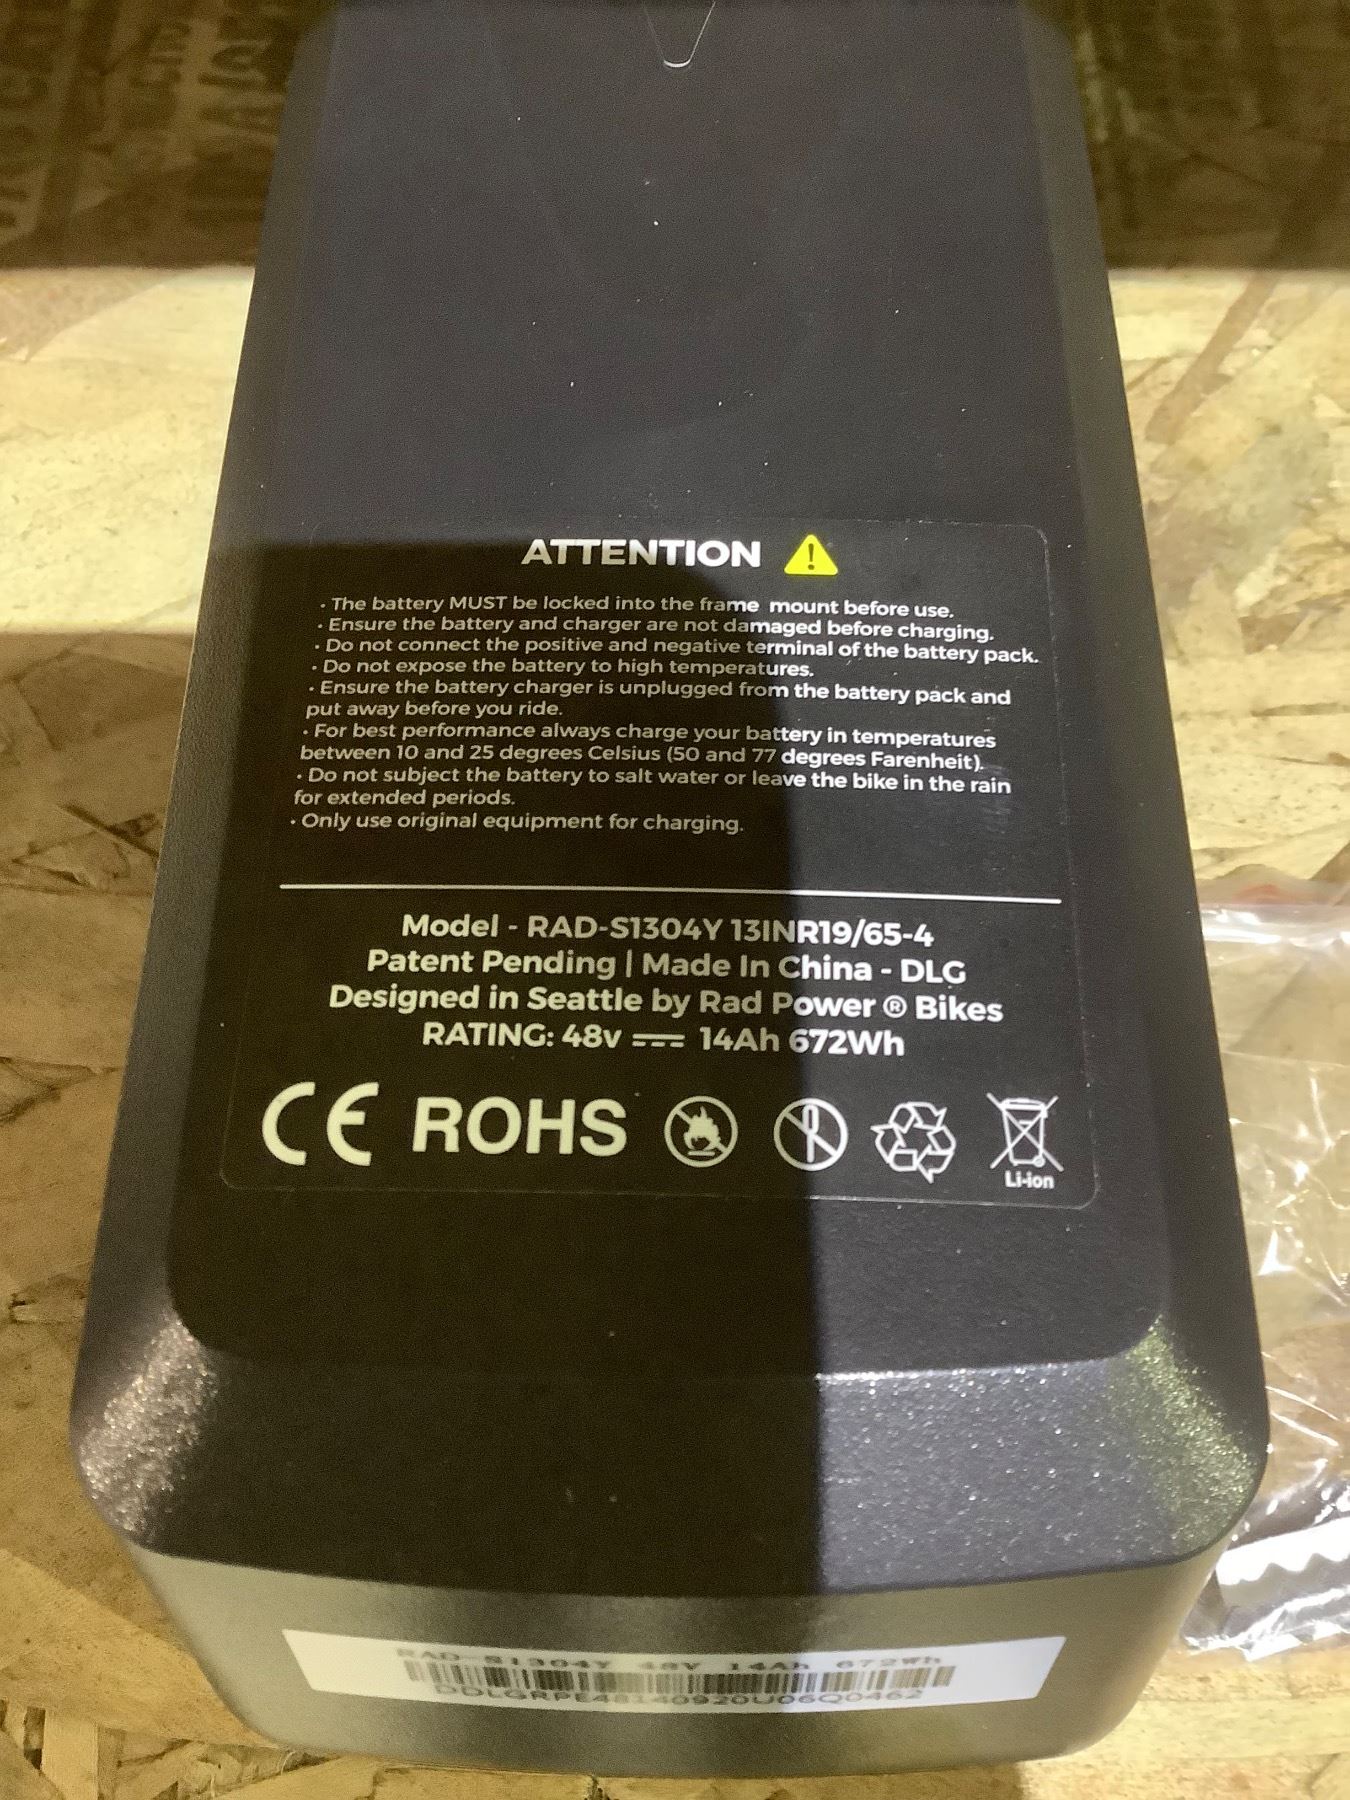 ATTENTION
• The battery MUST be locked into the frame mount before use.
• Ensure the battery and charger are not damaged before charging.
• Do not connect the positive and negative terminal of the battery pack.
• Do not expose the battery to high temperatures.
• Ensure the battery charger is unplugged from the battery pack and
put away before you ride.
• For best performance always charge your battery in temperatures
between 10 and 25 degrees Celsius (50 and 77 degrees Farenheit).
• Do not subject the battery to salt water or leave the bike in the rain
for extended periods.
• Only use original equipment for charging.
Model - RAD-S1304Y 13INR19/65-4
Patent Pending | Made In China - DLG
Designed in Seattle by Rad Power ® Bikes
RATING: 48v ⎓ 14Ah 672Wh
CE ROHS
Li-ion
RAD-S1304Y 48V 14Ah 672Wh